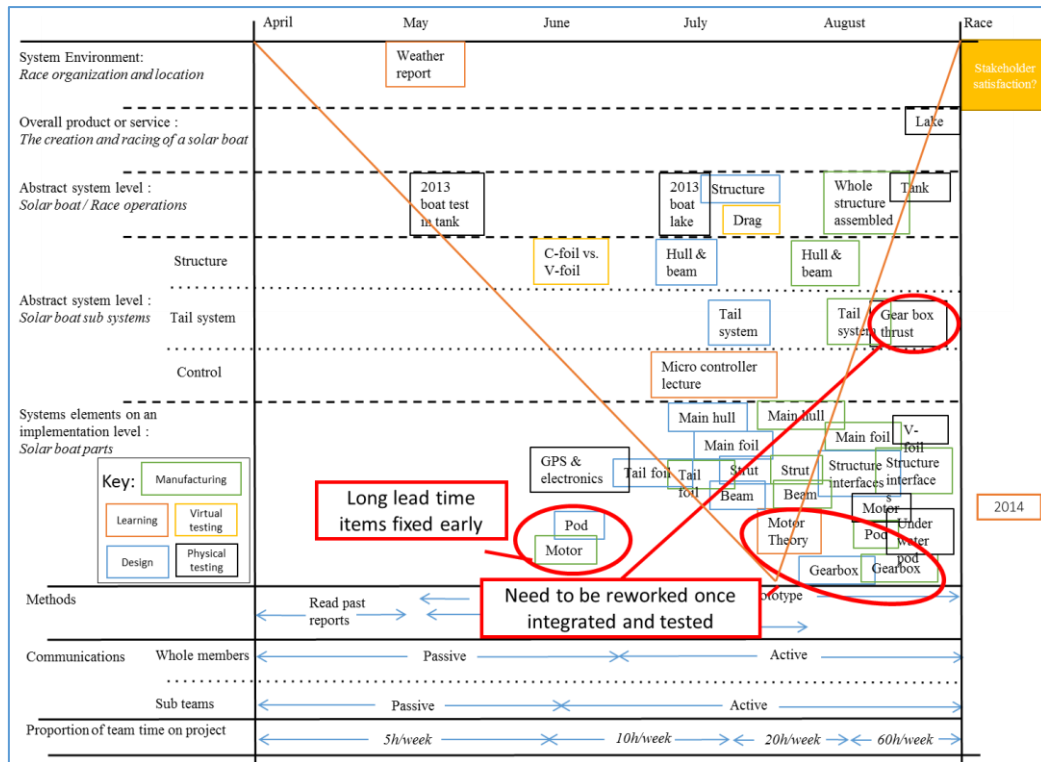 April May June July August Race
System Environment:
Race organization and location
Weather
report
Stakeholder
satisfaction?
Overall product or service :
The creation and racing of a solar boat
Lake
Abstract system level :
Solar boat / Race operations
2013
boat test
in tank
2013
boat
lake
Structure
Drag
Whole
structure
assembled
Tank
Structure
C-foil vs.
V-foil
Hull &
beam
Hull &
beam
Abstract system level :
Solar boat sub systems
Tail system
Tail
system
Tail
system
Gear box
thrust
Control
Micro controller
lecture
Systems elements on an
implementation level :
Solar boat parts
Main hull
Main hull
Main foil
Main foil
V-
foil
GPS &
electronics
Tail foil
Tail
foil
Strut
Strut
Structure
interfaces
Structure
interface
s
Beam
Beam
Key:
Manufacturing
Learning
Virtual
testing
Design
Physical
testing
Long lead time
items fixed early
Pod
Motor
Motor
Theory
Motor
Pod
Under
water
pod
Gearbox
Gearbox
2014
Need to be reworked once
integrated and tested
Methods
Read past
reports
Communications
Whole members
Passive
Active
Sub teams
Passive
Active
Proportion of team time on project
5h/week
10h/week
20h/week
60h/week